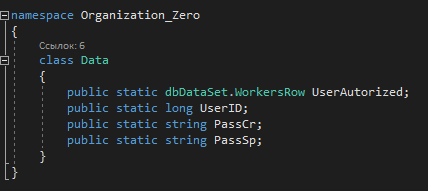 namespace Organization_Zero
{
Ссылок: 6
class Data
{
public static dbDataSet.WorkersRow UserAutorized;
public static long UserID;
public static string PassCr;
public static string PassSp;
}
}